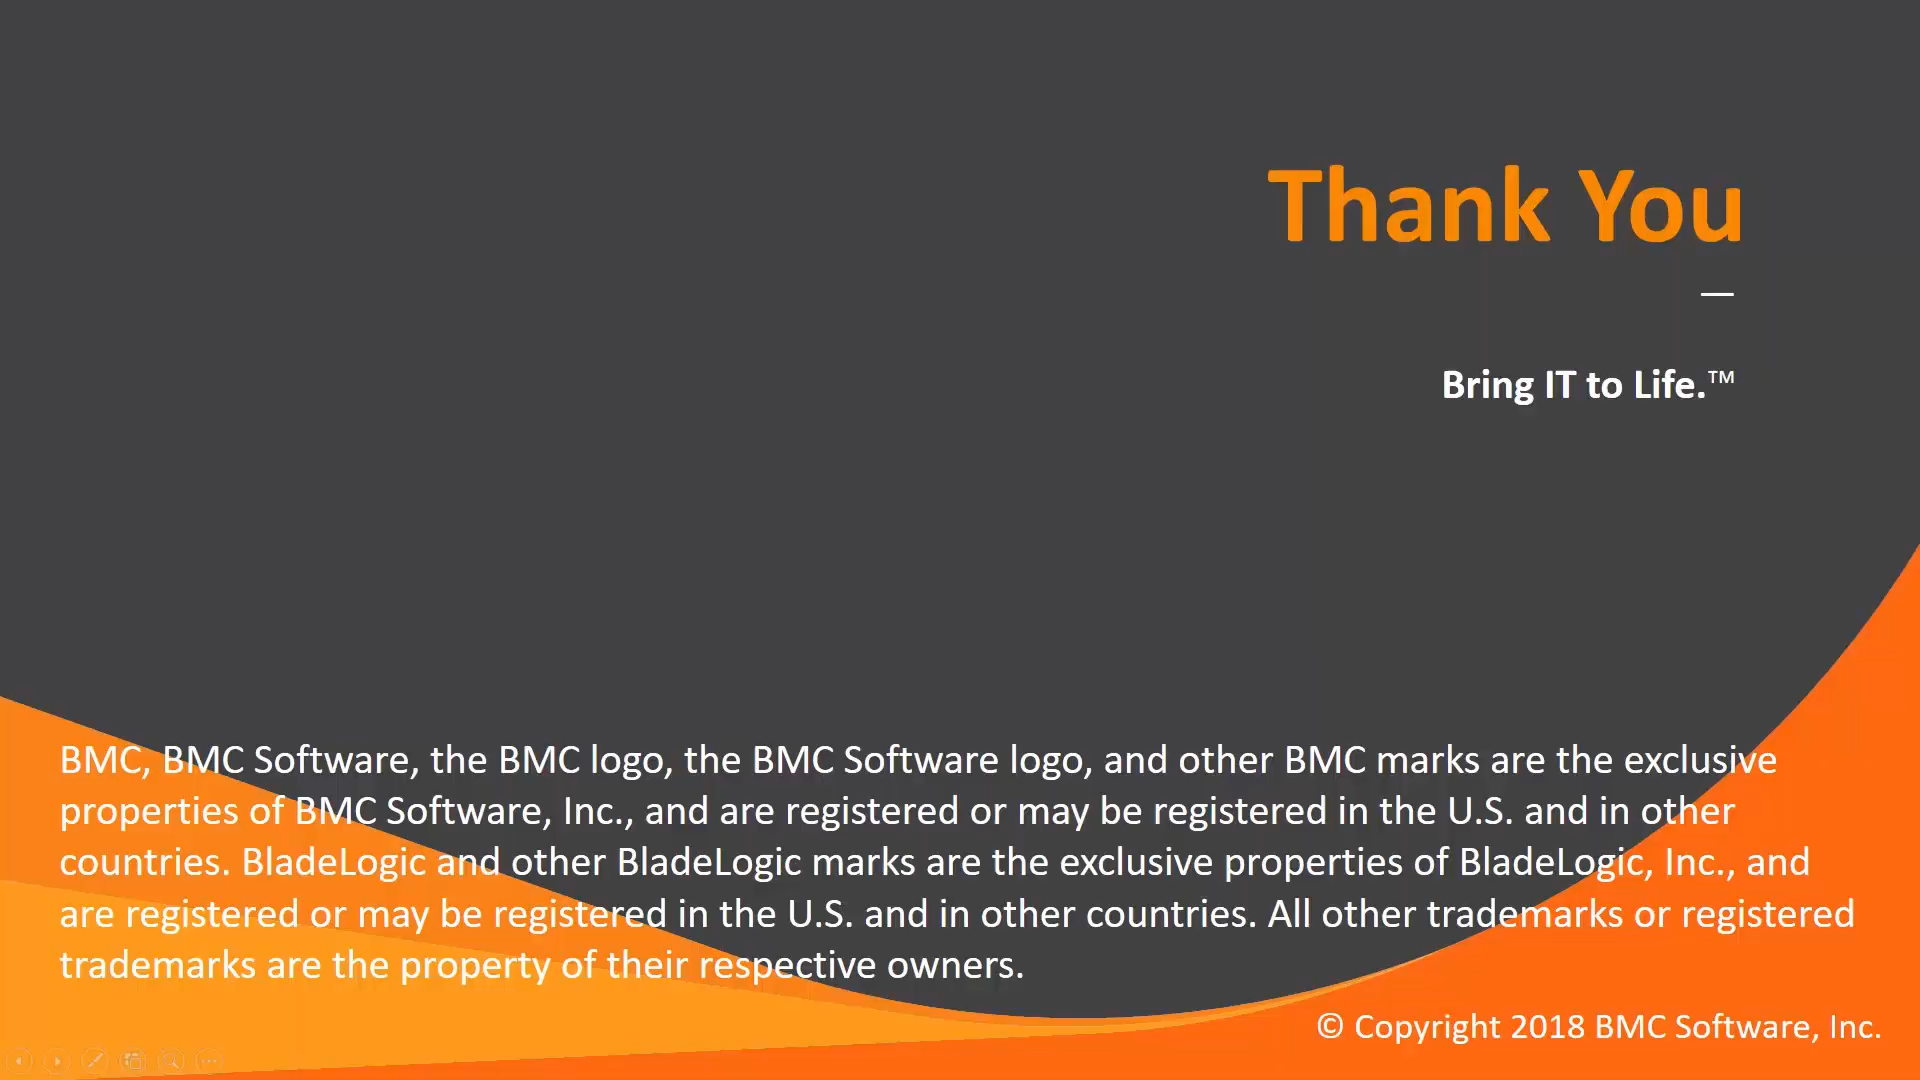 Thank You
Bring IT to Life.™
BMC, BMC Software, the BMC logo, the BMC Software logo, and other BMC marks are the exclusive
properties of BMC Software, Inc., and are registered or may be registered in the U.S. and in other
countries. BladeLogic and other BladeLogic marks are the exclusive properties of BladeLogic, Inc., and
are registered or may be registered in the U.S. and in other countries. All other trademarks or registered
trademarks are the property of their respective owners.
© Copyright 2018 BMC Software, Inc.